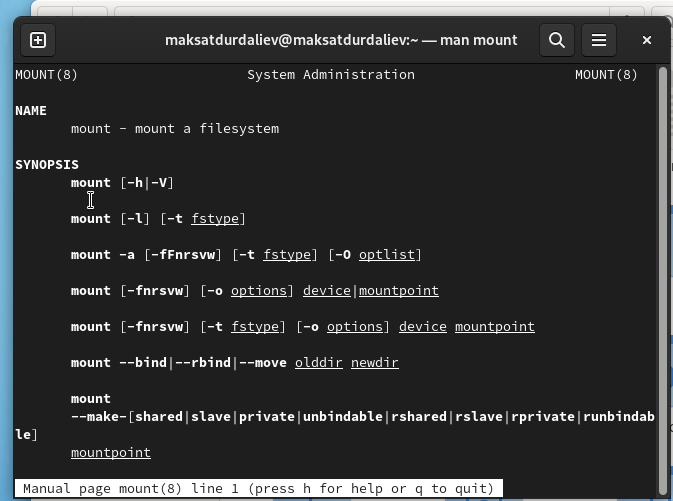 maksatdurdaliev@maksatdurdaliev:~ — man mount
MOUNT(8) System Administration MOUNT(8)
NAME
mount - mount a filesystem
SYNOPSIS
mount [-h|-V]
mount [-l] [-t fstype]
mount -a [-fFnrsvw] [-t fstype] [-O optlist]
mount [-fnrsvw] [-o options] device|mountpoint
mount [-fnrsvw] [-t fstype] [-o options] device mountpoint
mount --bind|--rbind|--move olddir newdir
mount
--make-[shared|slave|private|unbindable|rshared|rslave|rprivate|runbindab
le]
mountpoint
Manual page mount(8) line 1 (press h for help or q to quit)